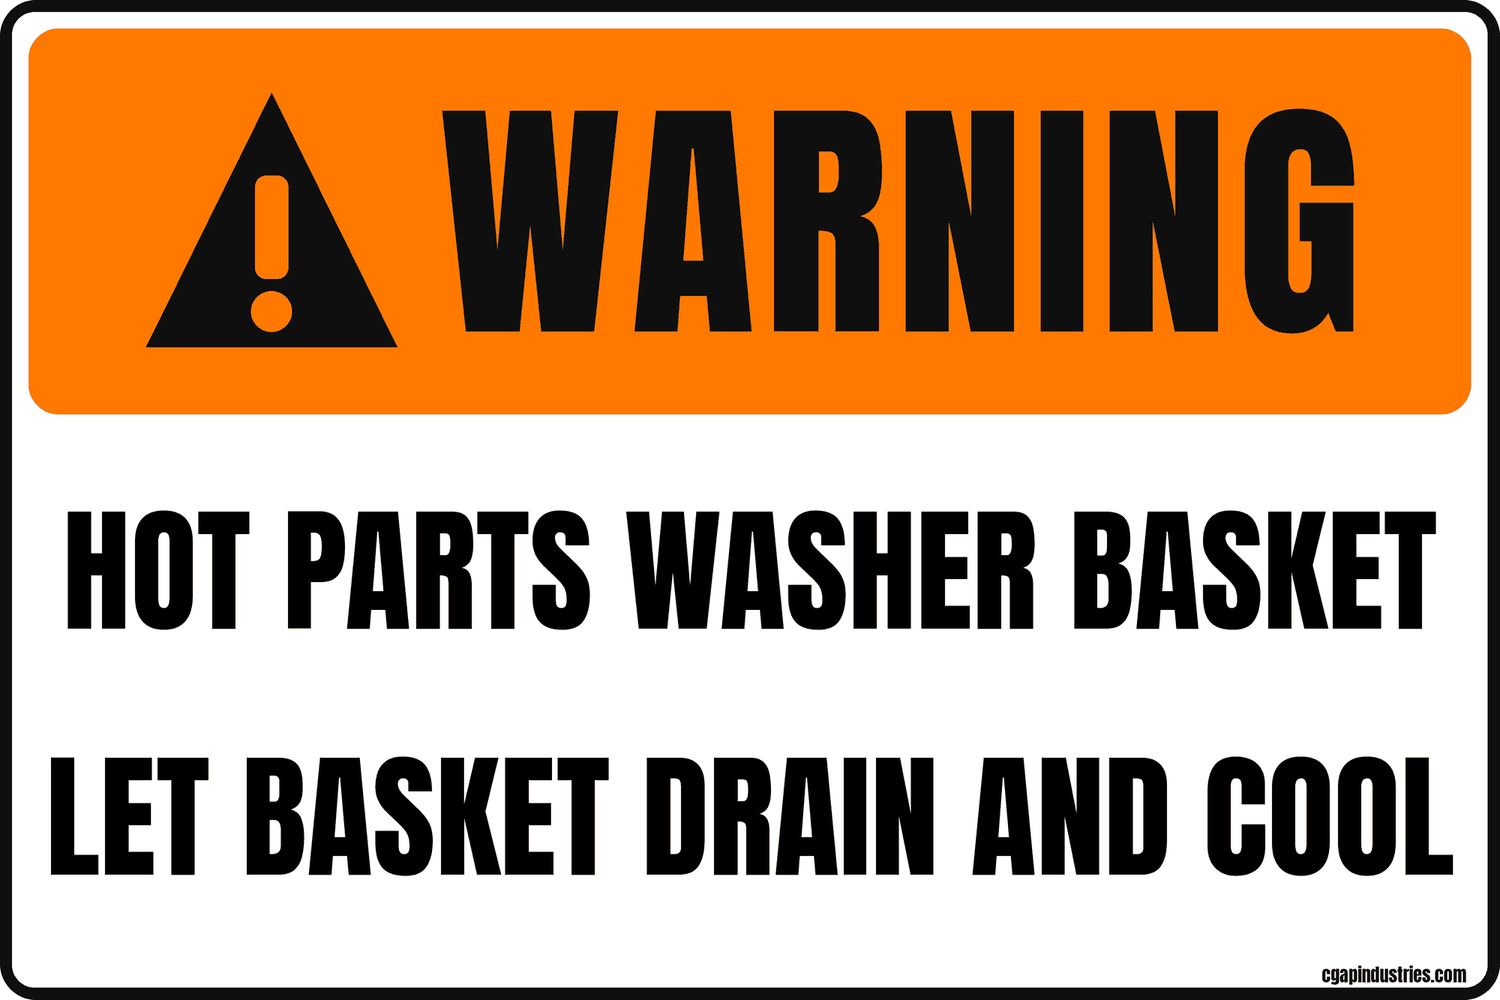 WARNING
HOT PARTS WASHER BASKET
LET BASKET DRAIN AND COOL
cgapindustries.com